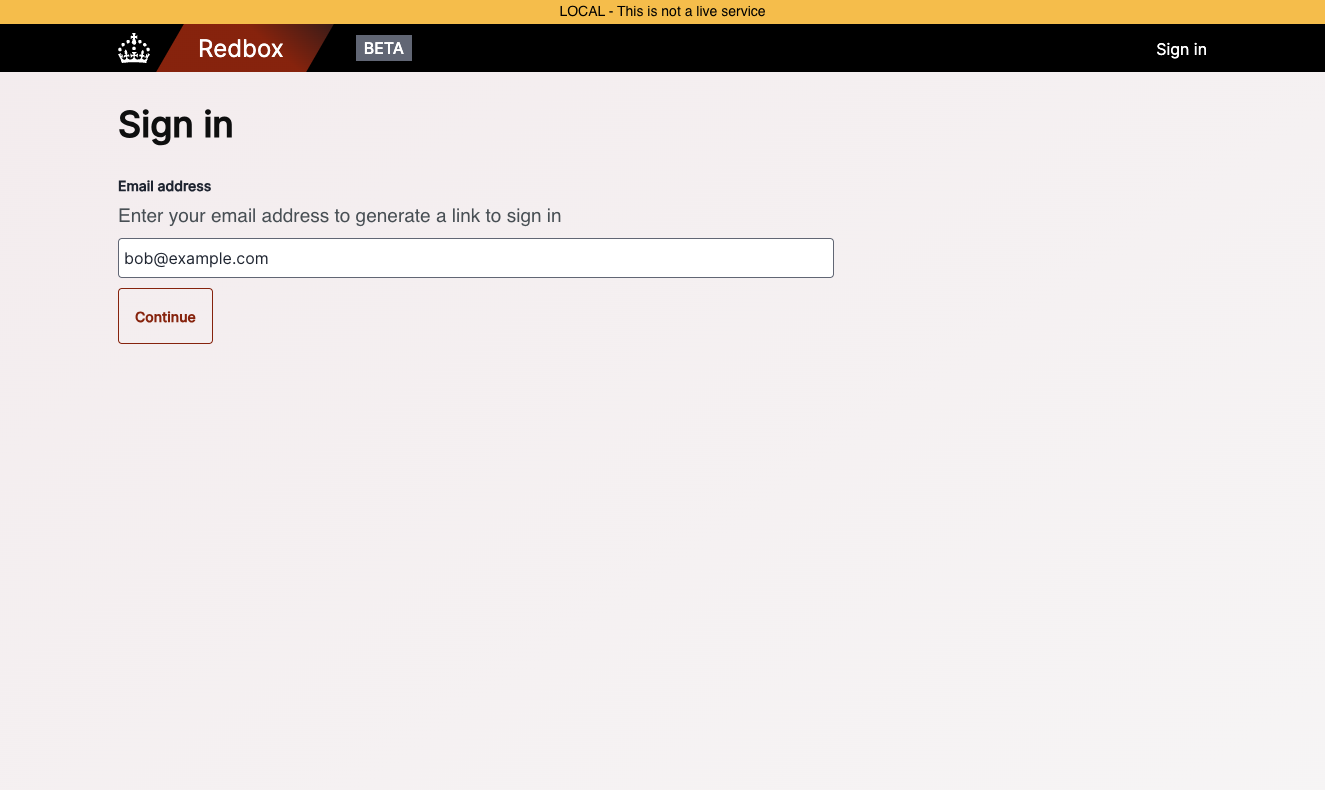 LOCAL - This is not a live service
Redbox
BETA
Sign in
Sign in
Email address
Enter your email address to generate a link to sign in
bob@example.com
Continue